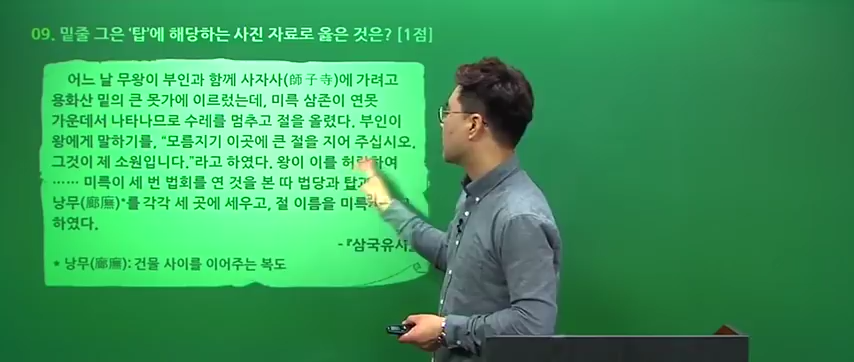 09. 밑줄 그은 '탑'에 해당하는 사진 자료로 옳은 것은? [1점]
어느 날 무왕이 부인과 함께 사자사(師子寺)에 가려고
용화산 밑의 큰 못가에 이르렀는데, 미륵 삼존이 연못
가운데서 나타나므로 수레를 멈추고 절을 올렸다. 부인이
왕에게 말하기를, "모름지기 이곳에 큰 절을 지어 주십시오.
그것이 제 소원입니다."라고 하였다. 왕이 이를 허락하여
…… 미륵이 세 번 법회를 연 것을 본 따 법당과 탑과
낭무(廊廡)*를 각각 세 곳에 세우고, 절 이름을
하였다.
- 『삼국유사』
* 낭무(廊廡): 건물 사이를 이어주는 복도